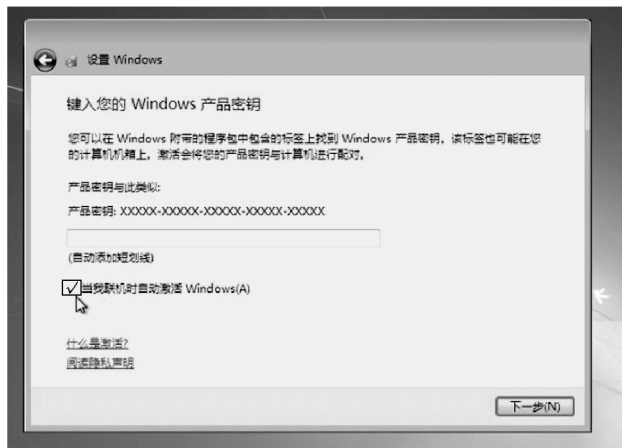 设置 Windows
键入您的 Windows 产品密钥
您可以在 Windows 附带的程序包中包含的标签上找到 Windows 产品密钥。该标签也可能在您
的计算机机箱上。激活会将您的产品密钥与计算机进行配对。
产品密钥与此类似:
产品密钥: XXXXX-XXXXX-XXXXX-XXXXX-XXXXX
(自动添加短划线)
当我联机时自动激活 Windows(A)
什么是激活?
阅读隐私声明
下一步(N)